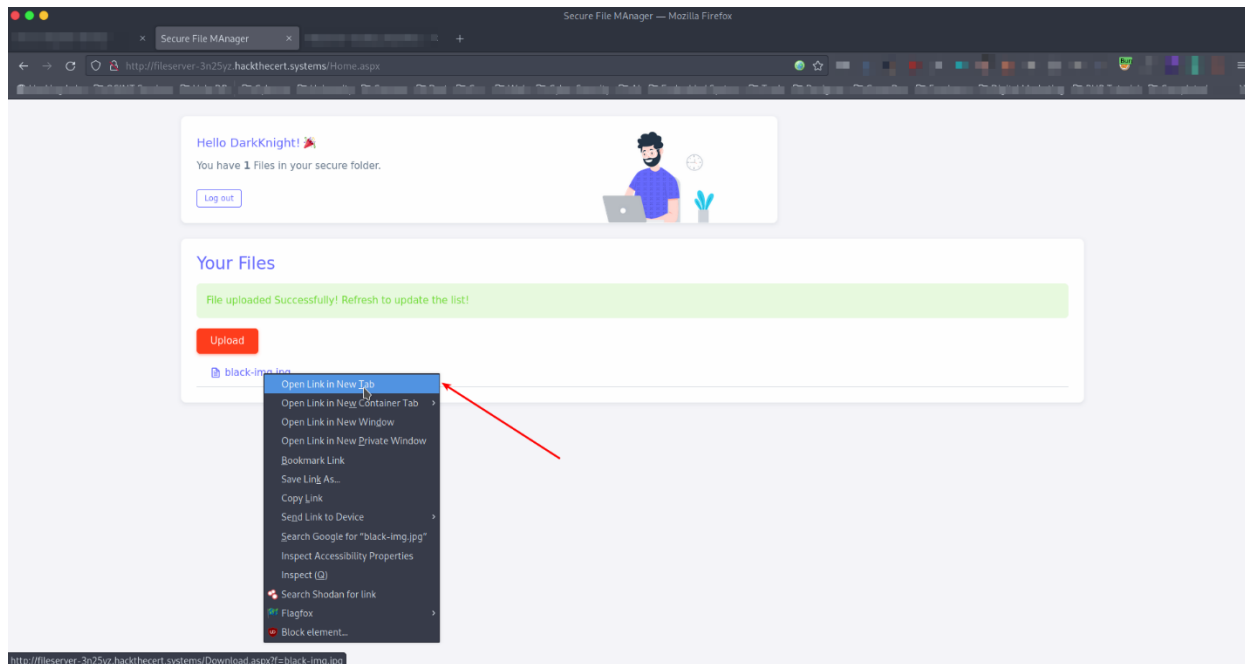 Secure File MAnager — Mozilla Firefox
Secure File MAnager
http://fileserver-3n25yz.hackthecert.systems/Home.aspx
Hello DarkKnight! 🎉
You have 1 Files in your secure folder.
Log out
Your Files
File uploaded Successfully! Refresh to update the list!
Upload
black-img.jpg
Open Link in New Tab
Open Link in New Container Tab
Open Link in New Window
Open Link in New Private Window
Bookmark Link
Save Link As...
Copy Link
Send Link to Device
Search Google for “black-img.jpg”
Inspect Accessibility Properties
Inspect (Q)
Search Shodan for link
Flagfox
Block element...
http://fileserver-3n25yz.hackthecert.systems/Download.aspx?f=black-img.jpg